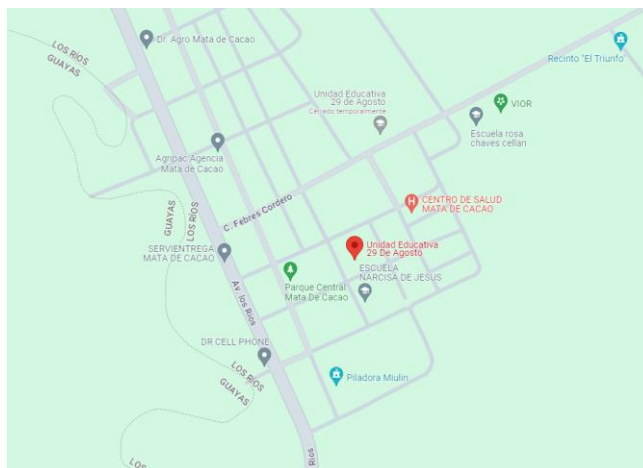 Dr. Agro Mata de Cacao
LOS RÍOS
GUAYAS
Recinto "El Triunfo"
Unidad Educativa
29 de Agosto
Cerrado temporalmente
VIOR
Escuela rosa
chaves cellan
Agripac Agencia
Mata de Cacao
CENTRO DE SALUD
MATA DE CACAO
C. Febres Cordero
GUAYAS
LOS RÍOS
SERVIENTREGA
MATA DE CACAO
Unidad Educativa
29 De Agosto
ESCUELA
NARCISA DE JESUS
Parque Central
Mata De Cacao
Av. los Rios
DR CELL PHONE
LOS RÍOS
GUAYAS
Piladora Miulin
Rios